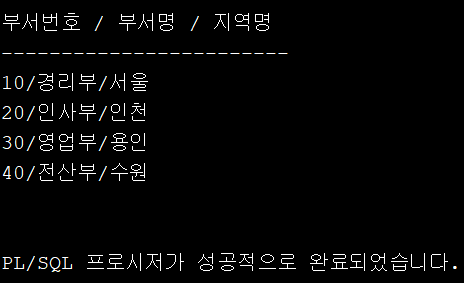 부서번호 / 부서명 / 지역명
------------------------
10/경리부/서울
20/인사부/인천
30/영업부/용인
40/전산부/수원
PL/SQL 프로시저가 성공적으로 완료되었습니다.